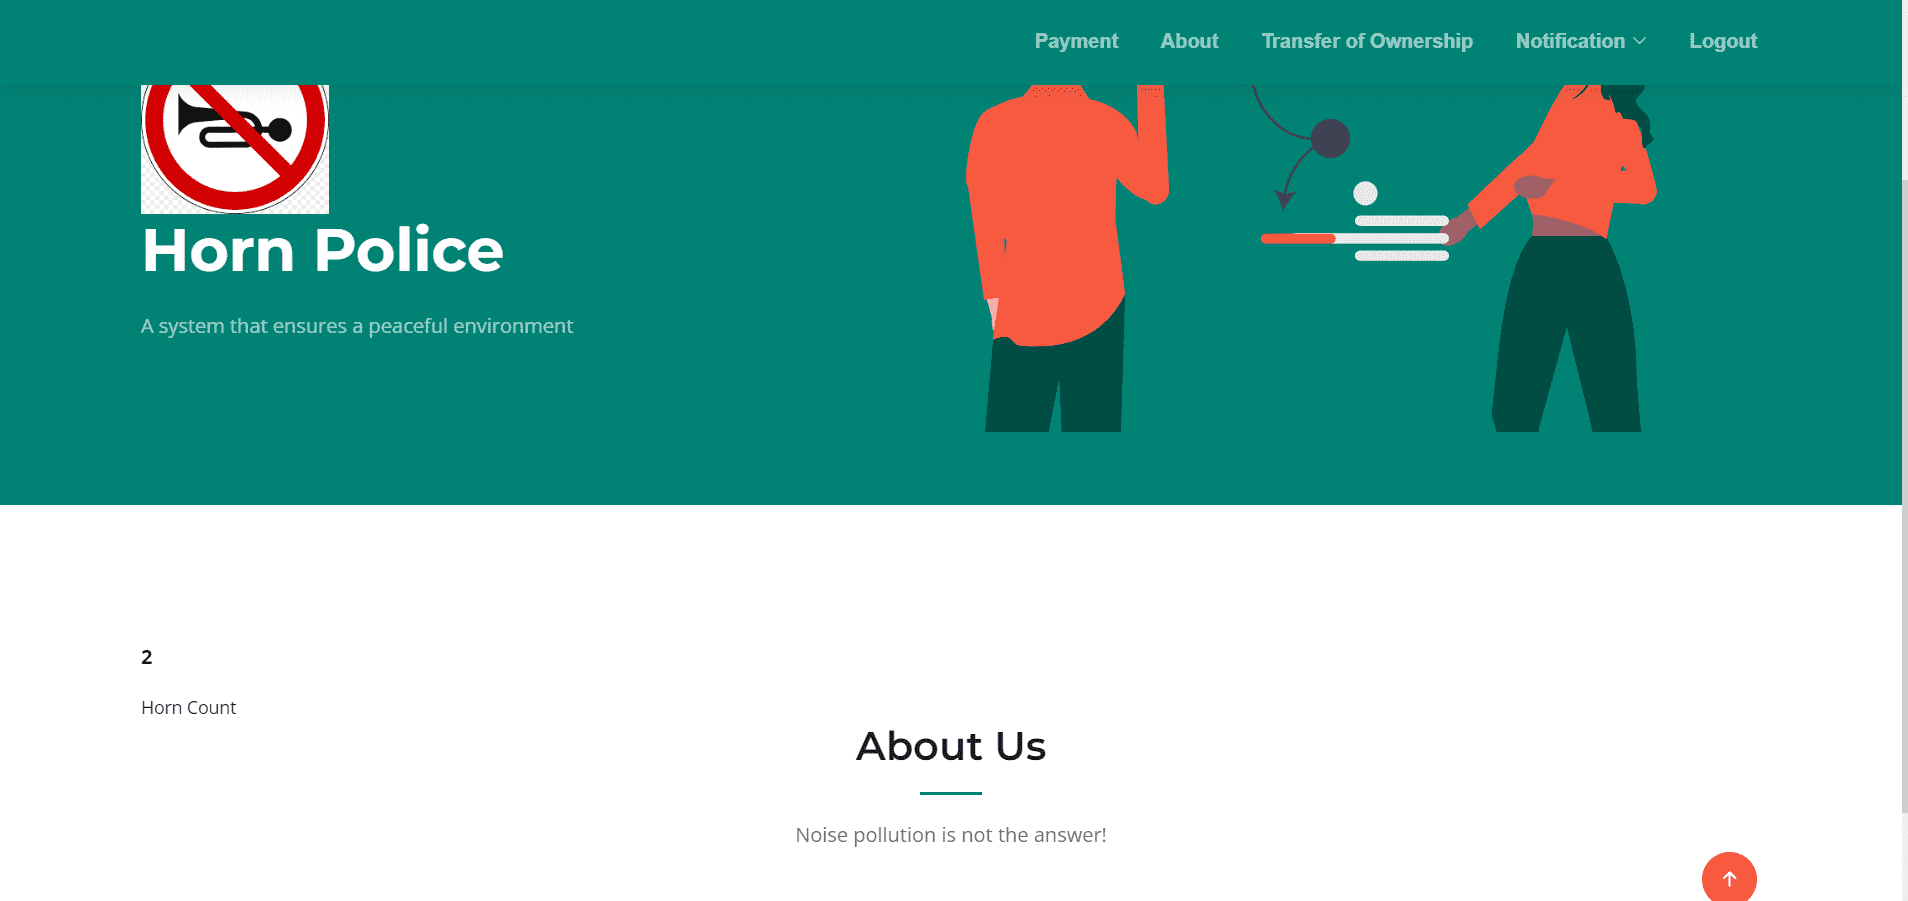 Payment About Transfer of Ownership Notification Logout
Horn Police
A system that ensures a peaceful environment
2
Horn Count
About Us
Noise pollution is not the answer!